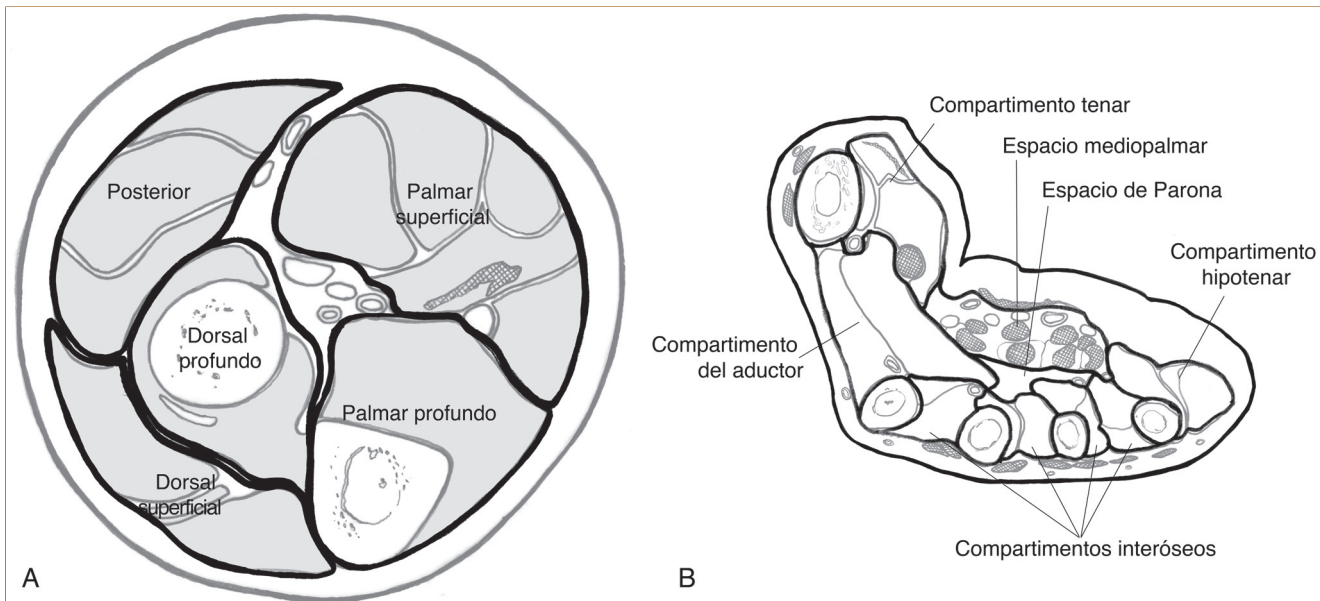 Posterior
Palmar
superficial
Dorsal
profundo
Palmar profundo
Dorsal
superficial
A
Compartimento tenar
Espacio mediopalmar
Espacio de Parona
Compartimento
hipotenar
Compartimento
del aductor
Compartimentos interóseos
B